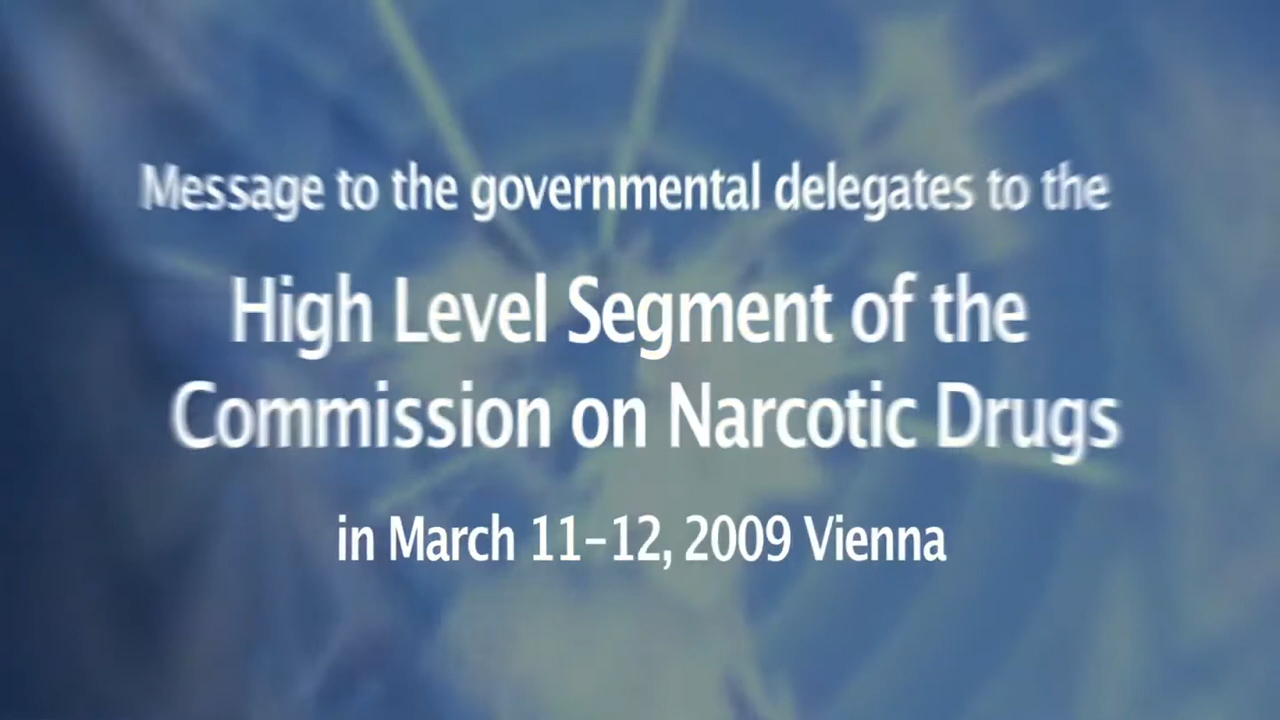 Message to the governmental delegates to the
High Level Segment of the
Commission on Narcotic Drugs
in March 11–12, 2009 Vienna